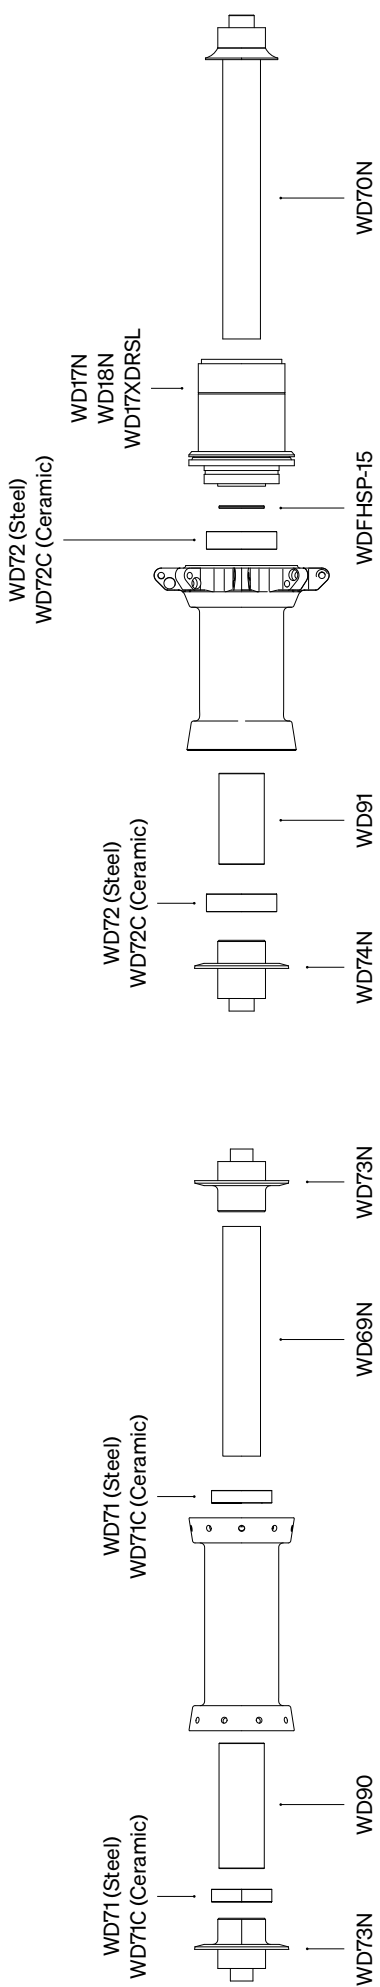 WD70N
WD17N
WD18N
WD17XDRSL
WDFHSP-15
WD72 (Steel)
WD72C (Ceramic)
WD91
WD72 (Steel)
WD72C (Ceramic)
WD74N
WD73N
WD69N
WD71 (Steel)
WD71C (Ceramic)
WD90
WD71 (Steel)
WD71C (Ceramic)
WD73N